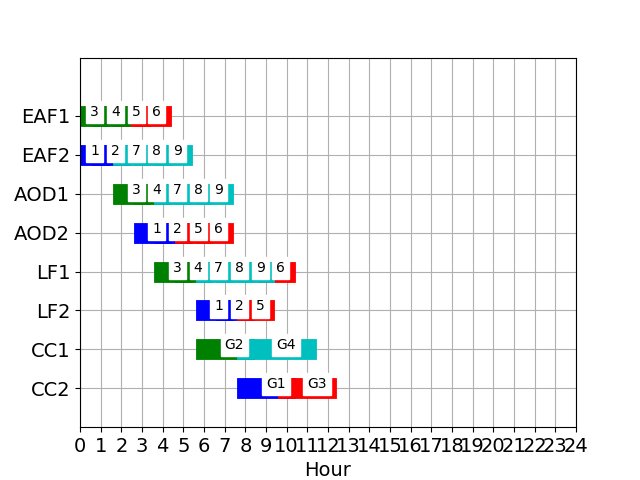 EAF1 3 4 5 6
EAF2 1 2 7 8 9
AOD1 3 4 7 8 9
AOD2 1 2 5 6
LF1 3 4 7 8 9 6
LF2 1 2 5
CC1 G2 G4
CC2 G1 G3
0 1 2 3 4 5 6 7 8 9 10 11 12 13 14 15 16 17 18 19 20 21 22 23 24
Hour